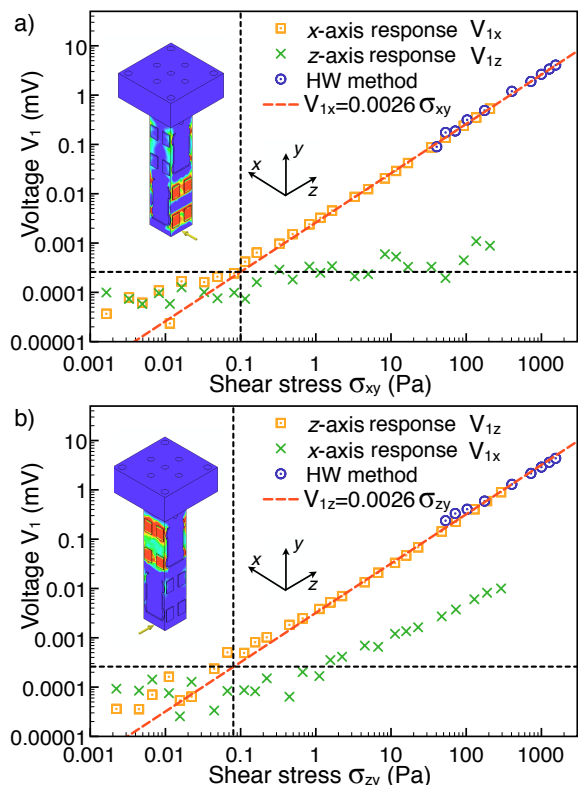 a)
x-axis response V1x
z-axis response V1z
HW method
V1x=0.0026 σxy
x
y
z
Voltage V1 (mV)
10
1
0.1
0.01
0.001
0.0001
0.00001
0.001 0.01 0.1 1 10 100 1000
Shear stress σxy (Pa)
b)
z-axis response V1z
x-axis response V1x
HW method
V1z=0.0026 σzy
x
y
z
Voltage V1 (mV)
10
1
0.1
0.01
0.001
0.0001
0.00001
0.001 0.01 0.1 1 10 100 1000
Shear stress σzy (Pa)